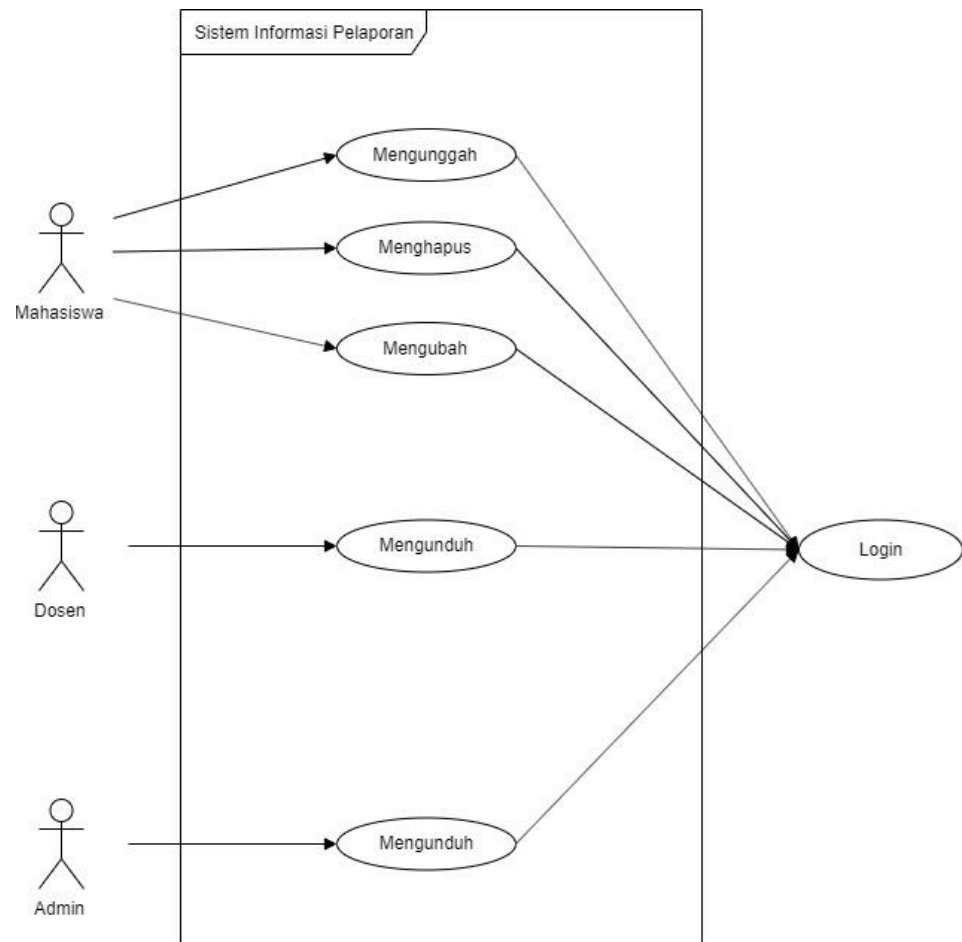 Sistem Informasi Pelaporan
Mengunggah
Menghapus
Mahasiswa
Mengubah
Mengunduh
Login
Dosen
Mengunduh
Admin